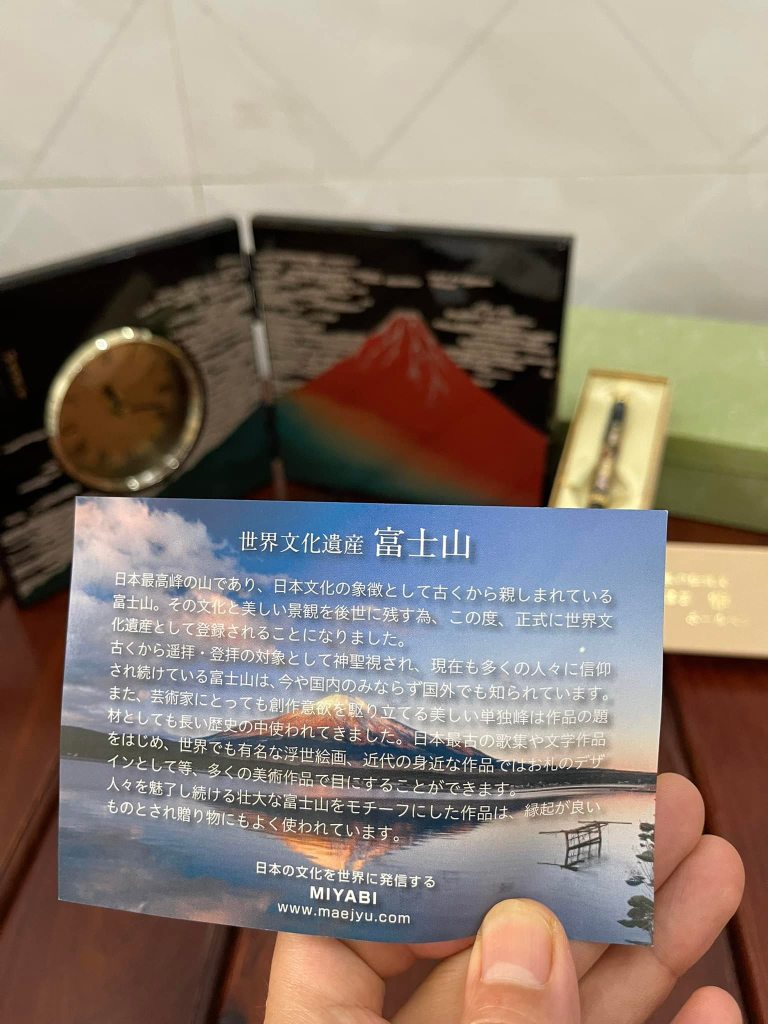 世界文化遺産 富士山
日本最高峰の山であり、日本文化の象徴として古くから親しまれている
富士山。その文化と美しい景観を後世に残す為、この度、正式に世界文
化遺産として登録されることになりました。
古くから遥拝・登拝の対象として神聖視され、現在も多くの人々に信仰
され続けている富士山は、今や国内のみならず国外でも知られています。
また、芸術家にとっても創作意欲を駆り立てる美しい単独峰は作品の題
材としても長い歴史の中使われてきました。日本最古の歌集や文学作品
をはじめ、世界でも有名な浮世絵画、近代の身近な作品ではお札のデザ
インとして等、多くの美術作品で目にすることができます。
人々を魅了し続ける壮大な富士山をモチーフにした作品は、縁起が良い
ものとされ贈り物にもよく使われています。
日本の文化を世界に発信する
MIYABI
www.maejyu.com